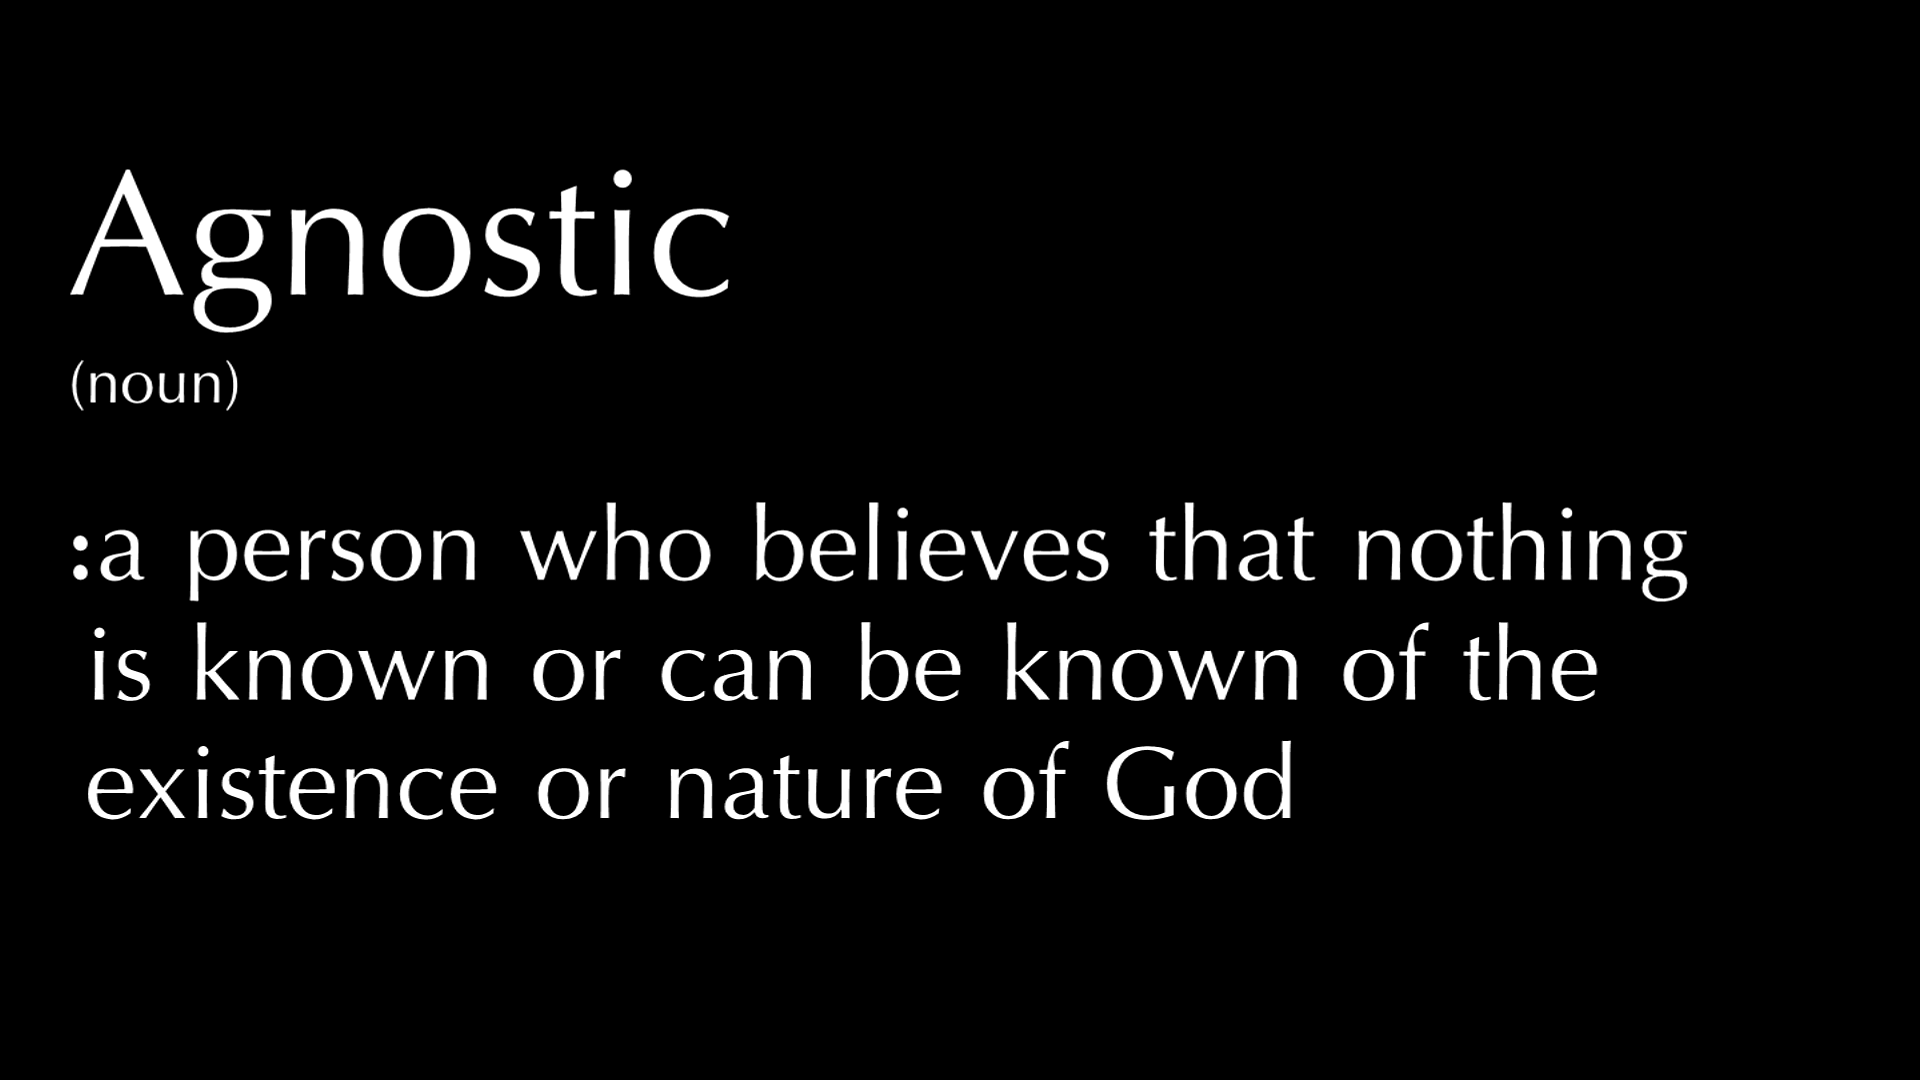 Agnostic
(noun)
:a person who believes that nothing
is known or can be known of the
existence or nature of God